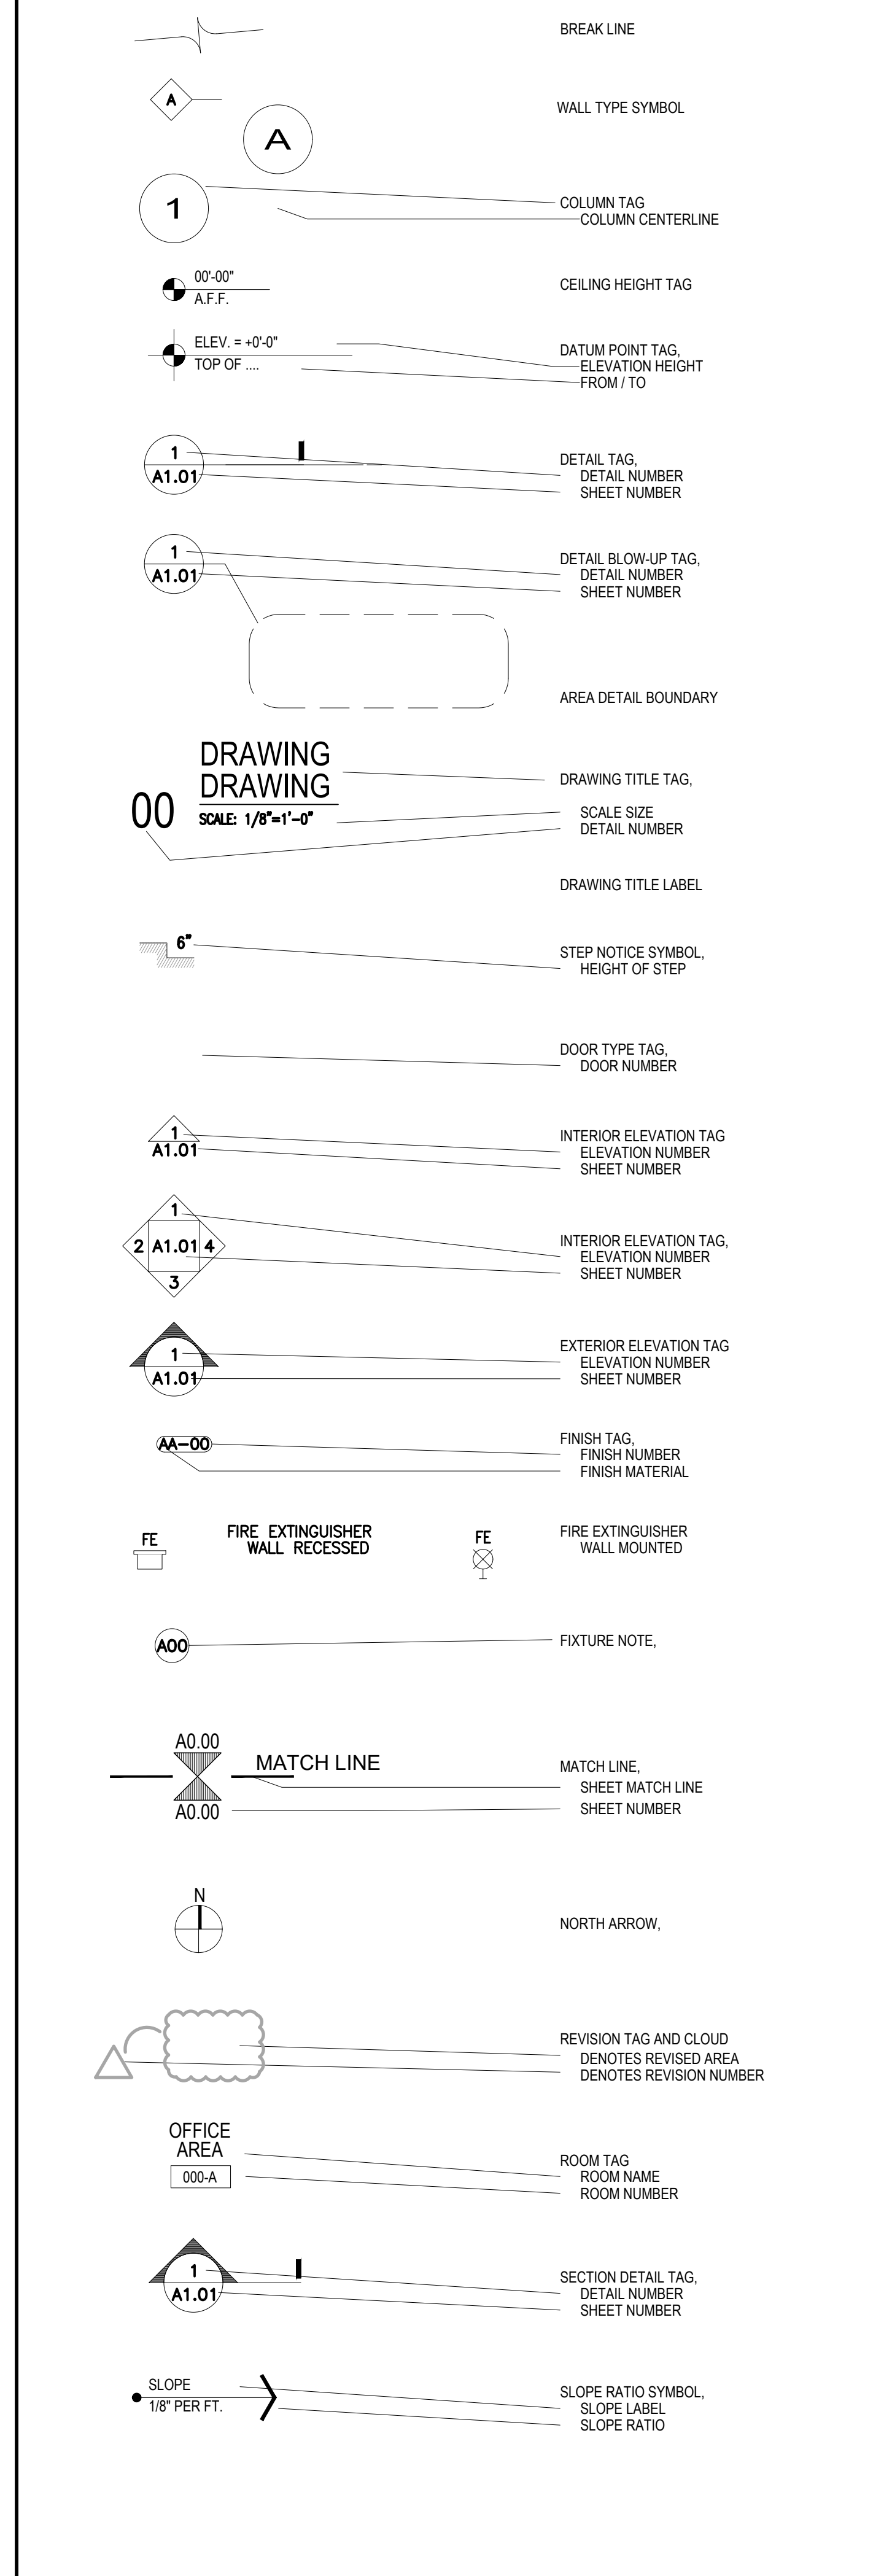 BREAK LINE
A
WALL TYPE SYMBOL
A
1
COLUMN TAG
COLUMN CENTERLINE
00'-00"
A.F.F.
CEILING HEIGHT TAG
ELEV. = +0'-0"
TOP OF ....
DATUM POINT TAG,
ELEVATION HEIGHT
FROM / TO
1
A1.01
DETAIL TAG,
DETAIL NUMBER
SHEET NUMBER
1
A1.01
DETAIL BLOW-UP TAG,
DETAIL NUMBER
SHEET NUMBER
AREA DETAIL BOUNDARY
DRAWING
DRAWING
00
SCALE: 1/8"=1'-0"
DRAWING TITLE TAG,
SCALE SIZE
DETAIL NUMBER
DRAWING TITLE LABEL
6"
STEP NOTICE SYMBOL,
HEIGHT OF STEP
DOOR TYPE TAG,
DOOR NUMBER
1
A1.01
INTERIOR ELEVATION TAG
ELEVATION NUMBER
SHEET NUMBER
1
2 A1.01 4
3
INTERIOR ELEVATION TAG,
ELEVATION NUMBER
SHEET NUMBER
1
A1.01
EXTERIOR ELEVATION TAG
ELEVATION NUMBER
SHEET NUMBER
AA-00
FINISH TAG,
FINISH NUMBER
FINISH MATERIAL
FE
FIRE EXTINGUISHER
WALL RECESSED
FE
FIRE EXTINGUISHER
WALL MOUNTED
A00
FIXTURE NOTE,
A0.00
MATCH LINE
A0.00
MATCH LINE,
SHEET MATCH LINE
SHEET NUMBER
N
NORTH ARROW,
REVISION TAG AND CLOUD
DENOTES REVISED AREA
DENOTES REVISION NUMBER
OFFICE
AREA
000-A
ROOM TAG
ROOM NAME
ROOM NUMBER
1
A1.01
SECTION DETAIL TAG,
DETAIL NUMBER
SHEET NUMBER
SLOPE
1/8" PER FT.
SLOPE RATIO SYMBOL,
SLOPE LABEL
SLOPE RATIO